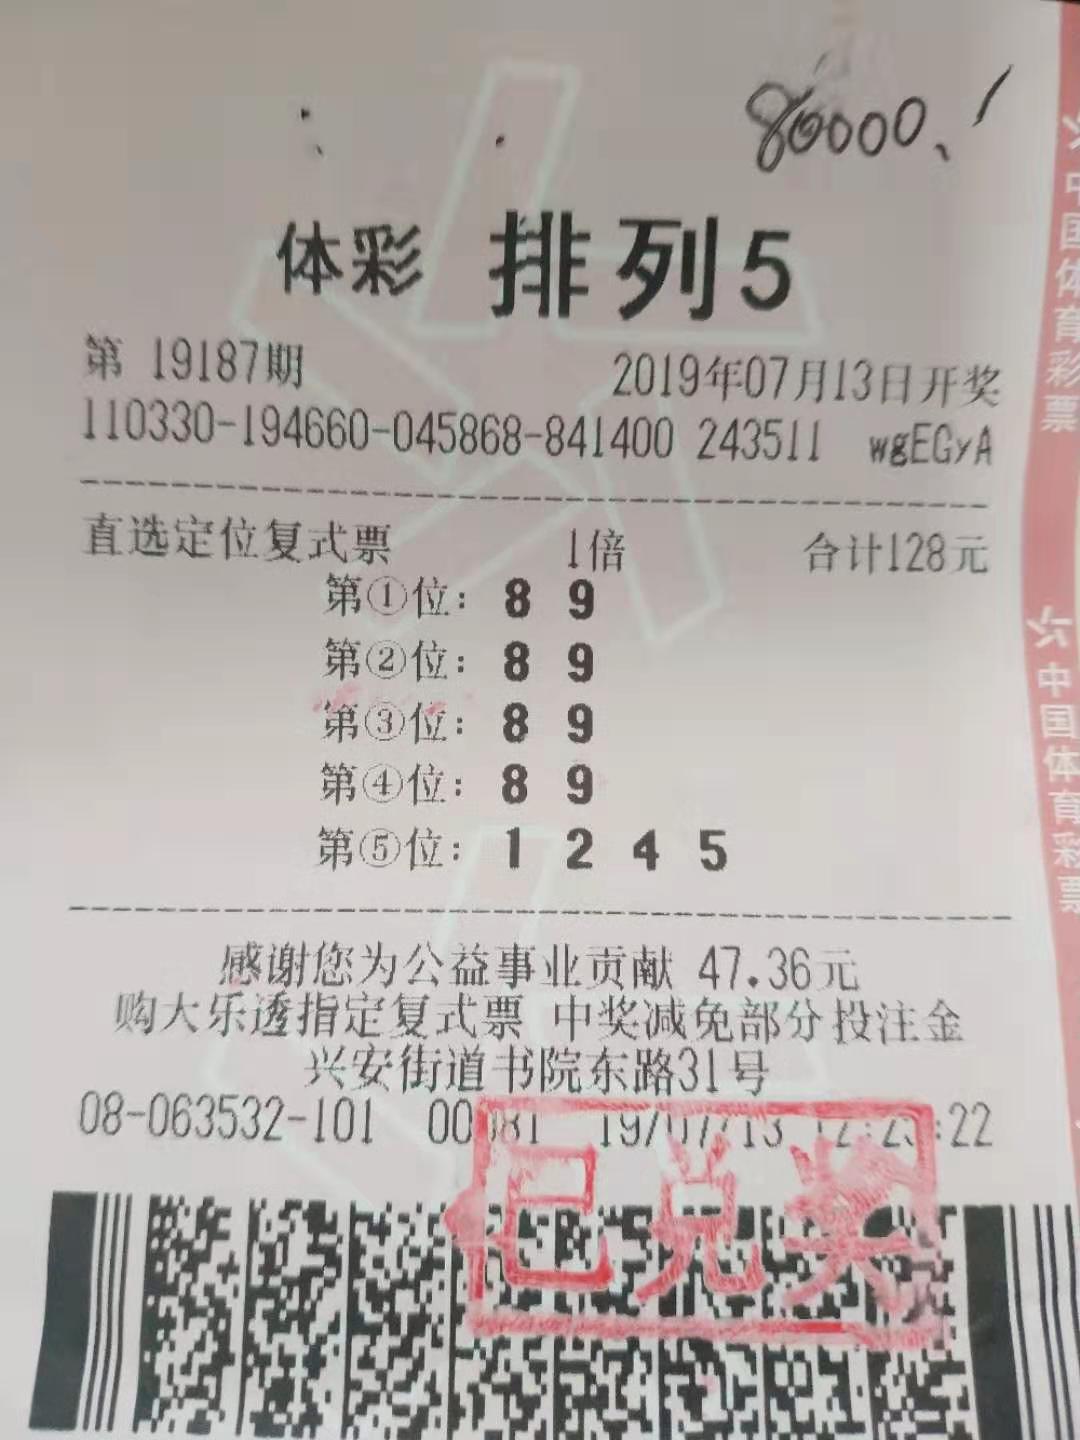 80000.
体彩 排列5
第 19187期 2019年07月13日开奖
110330-194660-045868-841400 243511 wgEGyA
直选定位复式票 1倍 合计128元
第①位: 8 9
第②位: 8 9
第③位: 8 9
第④位: 8 9
第⑤位: 1 2 4 5
感谢您为公益事业贡献 47.36元
购大乐透指定复式票 中奖减免部分投注金
兴安街道书院东路31号
08-063532-101 19/07/13 :22
已兑奖
中国体育彩票
中国体育彩票